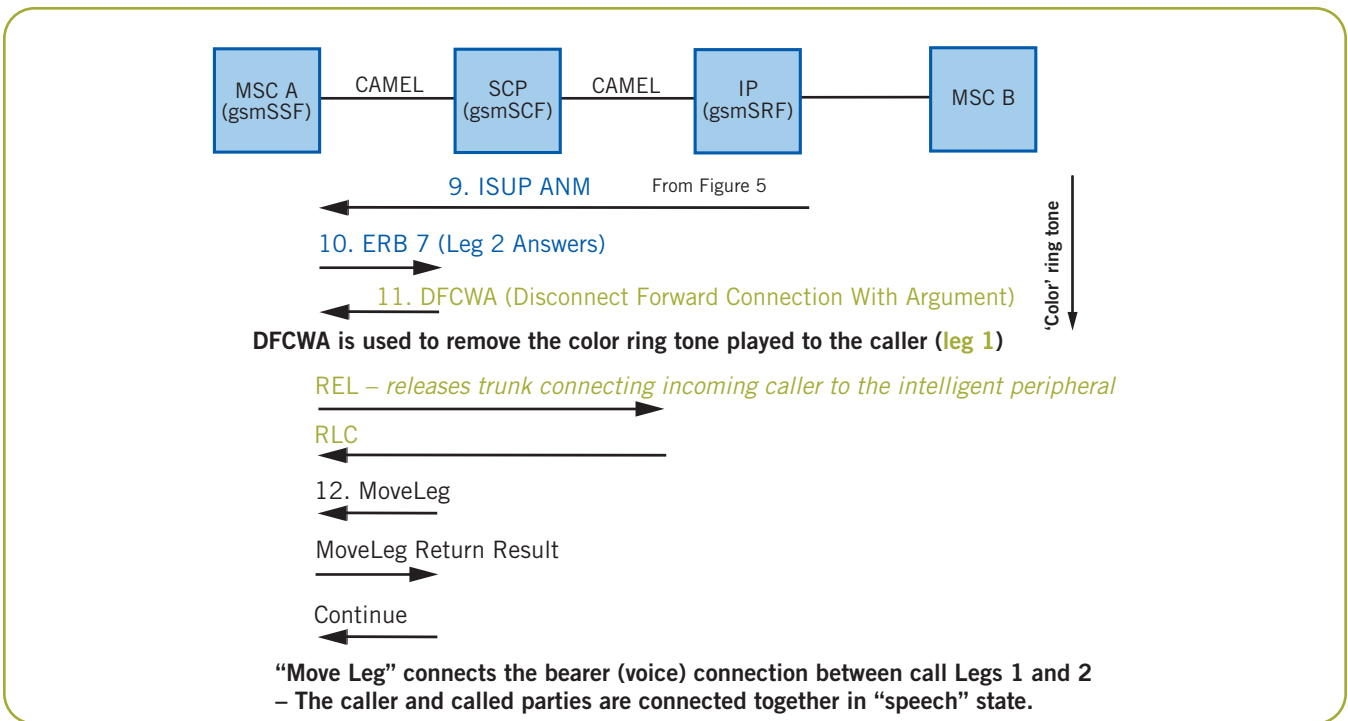 MSC A
(gsmSSF)
CAMEL
SCP
(gsmSCF)
CAMEL
IP
(gsmSRF)
MSC B
9. ISUP ANM
From Figure 5
10. ERB 7 (Leg 2 Answers)
11. DFCWA (Disconnect Forward Connection With Argument)
'Color' ring tone
DFCWA is used to remove the color ring tone played to the caller (leg 1)
REL – releases trunk connecting incoming caller to the intelligent peripheral
RLC
12. MoveLeg
MoveLeg Return Result
Continue
“Move Leg” connects the bearer (voice) connection between call Legs 1 and 2
– The caller and called parties are connected together in “speech” state.